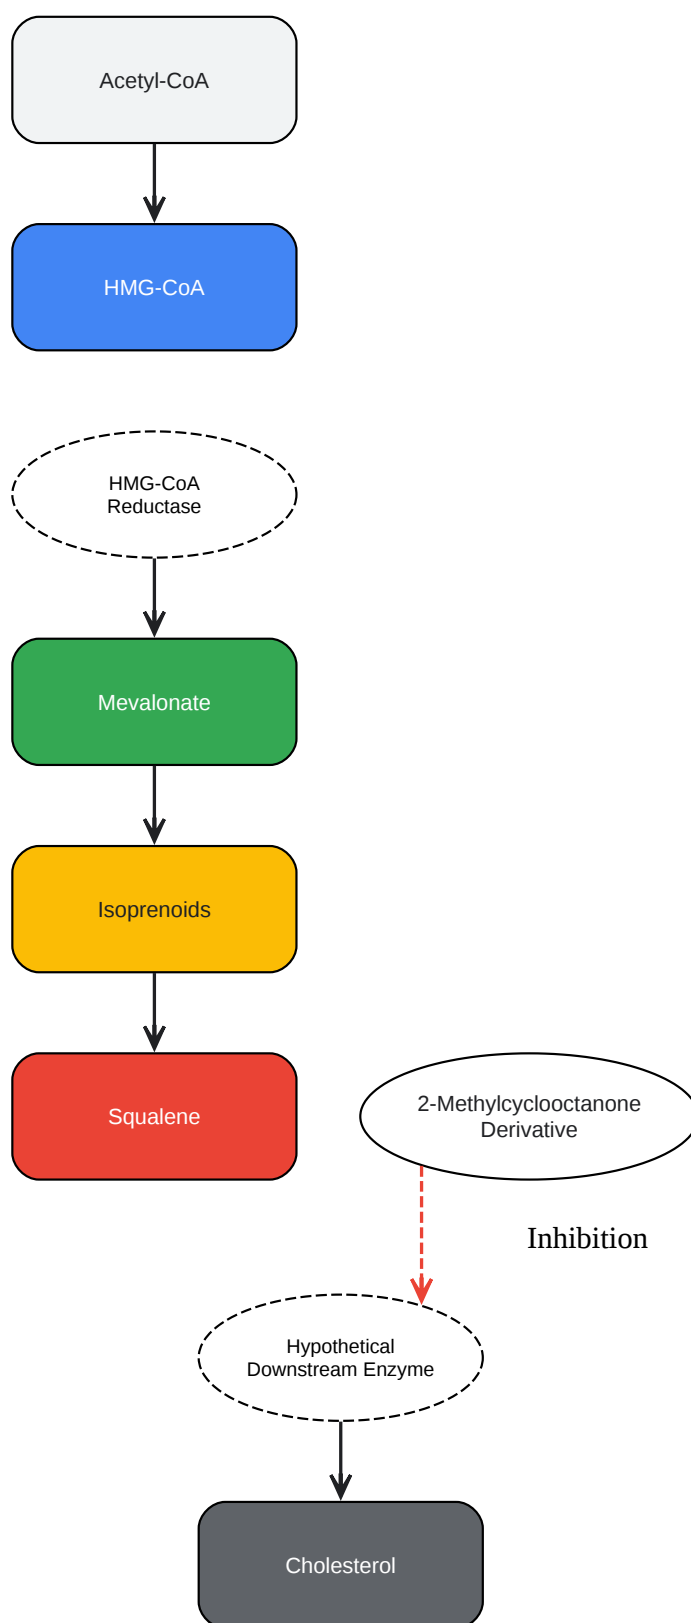 Acetyl-CoA
HMG-CoA
HMG-CoA
Reductase
Mevalonate
Isoprenoids
Squalene
2-Methylcyclooctanone
Derivative
Inhibition
Hypothetical
Downstream Enzyme
Cholesterol